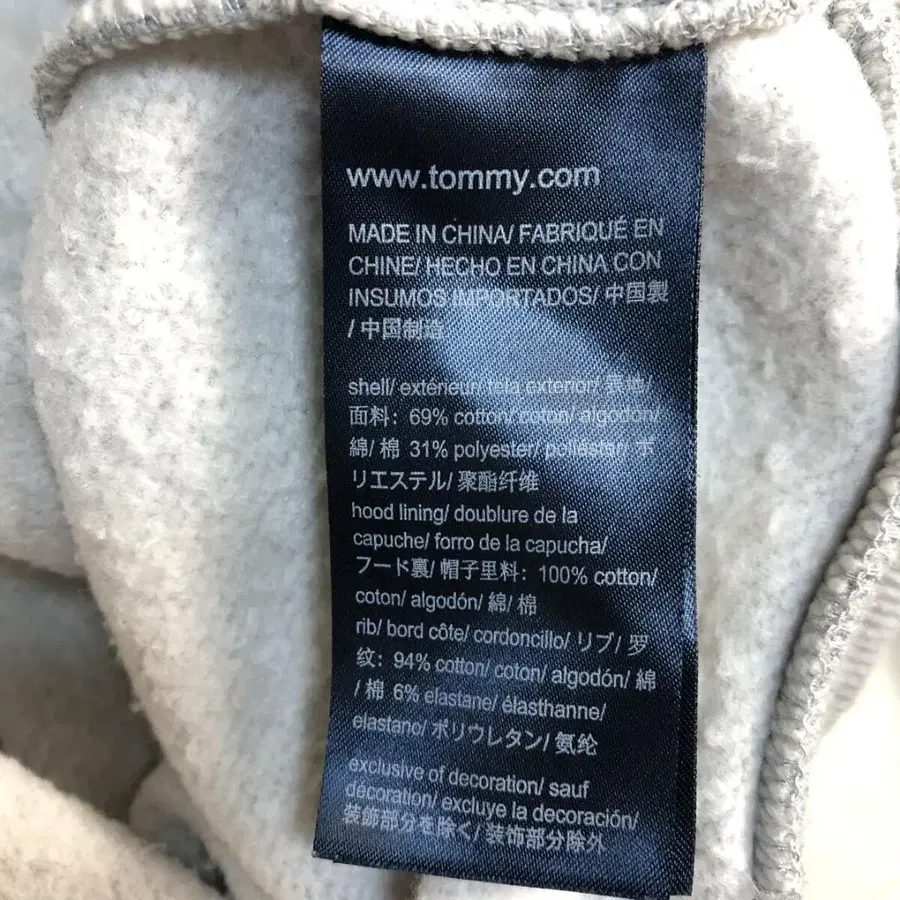 www.tommy.com
MADE IN CHINA/ FABRIQUÉ EN
CHINE/ HECHO EN CHINA CON
INSUMOS IMPORTADOS/ 中国製
/ 中国制造
shell/ extérieur/ tela exterior/ 表地/
面料: 69% cotton/ coton/ algodón/
綿/ 棉 31% polyester/ poliéster/ ポ
リエステル/ 聚酯纤维
hood lining/ doublure de la
capuche/ forro de la capucha/
フード裏/ 帽子里料: 100% cotton/
coton/ algodón/ 綿/ 棉
rib/ bord côte/ cordoncillo/ リブ/ 罗
纹: 94% cotton/ coton/ algodón/ 綿
/ 棉 6% elastane/ élasthanne/
elastano/ ポリウレタン/ 氨纶
exclusive of decoration/ sauf
décoration/ excluye la decoración/
装飾部分を除く/ 装饰部分除外